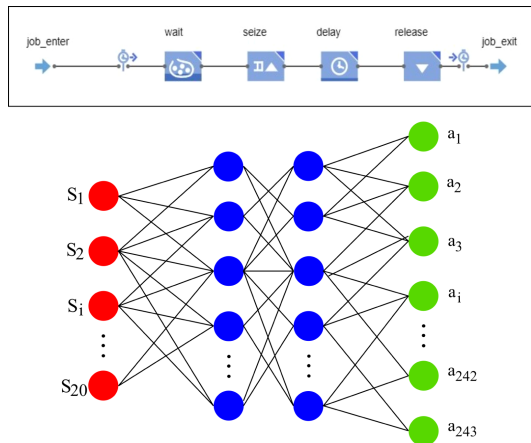 job_enter
wait
seize
delay
release
job_exit
S1
S2
Si
S20
a1
a2
a3
ai
a242
a243